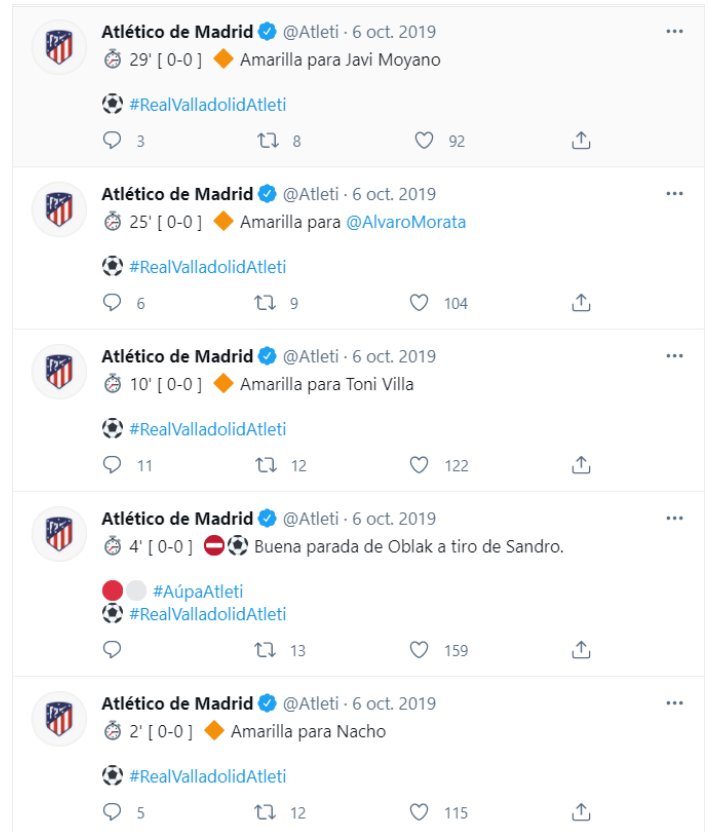 Atlético de Madrid @Atleti · 6 oct. 2019
29' [ 0-0 ] Amarilla para Javi Moyano
#RealValladolidAtleti
3 8 92
Atlético de Madrid @Atleti · 6 oct. 2019
25' [ 0-0 ] Amarilla para @AlvaroMorata
#RealValladolidAtleti
6 9 104
Atlético de Madrid @Atleti · 6 oct. 2019
10' [ 0-0 ] Amarilla para Toni Villa
#RealValladolidAtleti
11 12 122
Atlético de Madrid @Atleti · 6 oct. 2019
4' [ 0-0 ] Buena parada de Oblak a tiro de Sandro.
#AúpaAtleti
#RealValladolidAtleti
13 159
Atlético de Madrid @Atleti · 6 oct. 2019
2' [ 0-0 ] Amarilla para Nacho
#RealValladolidAtleti
5 12 115